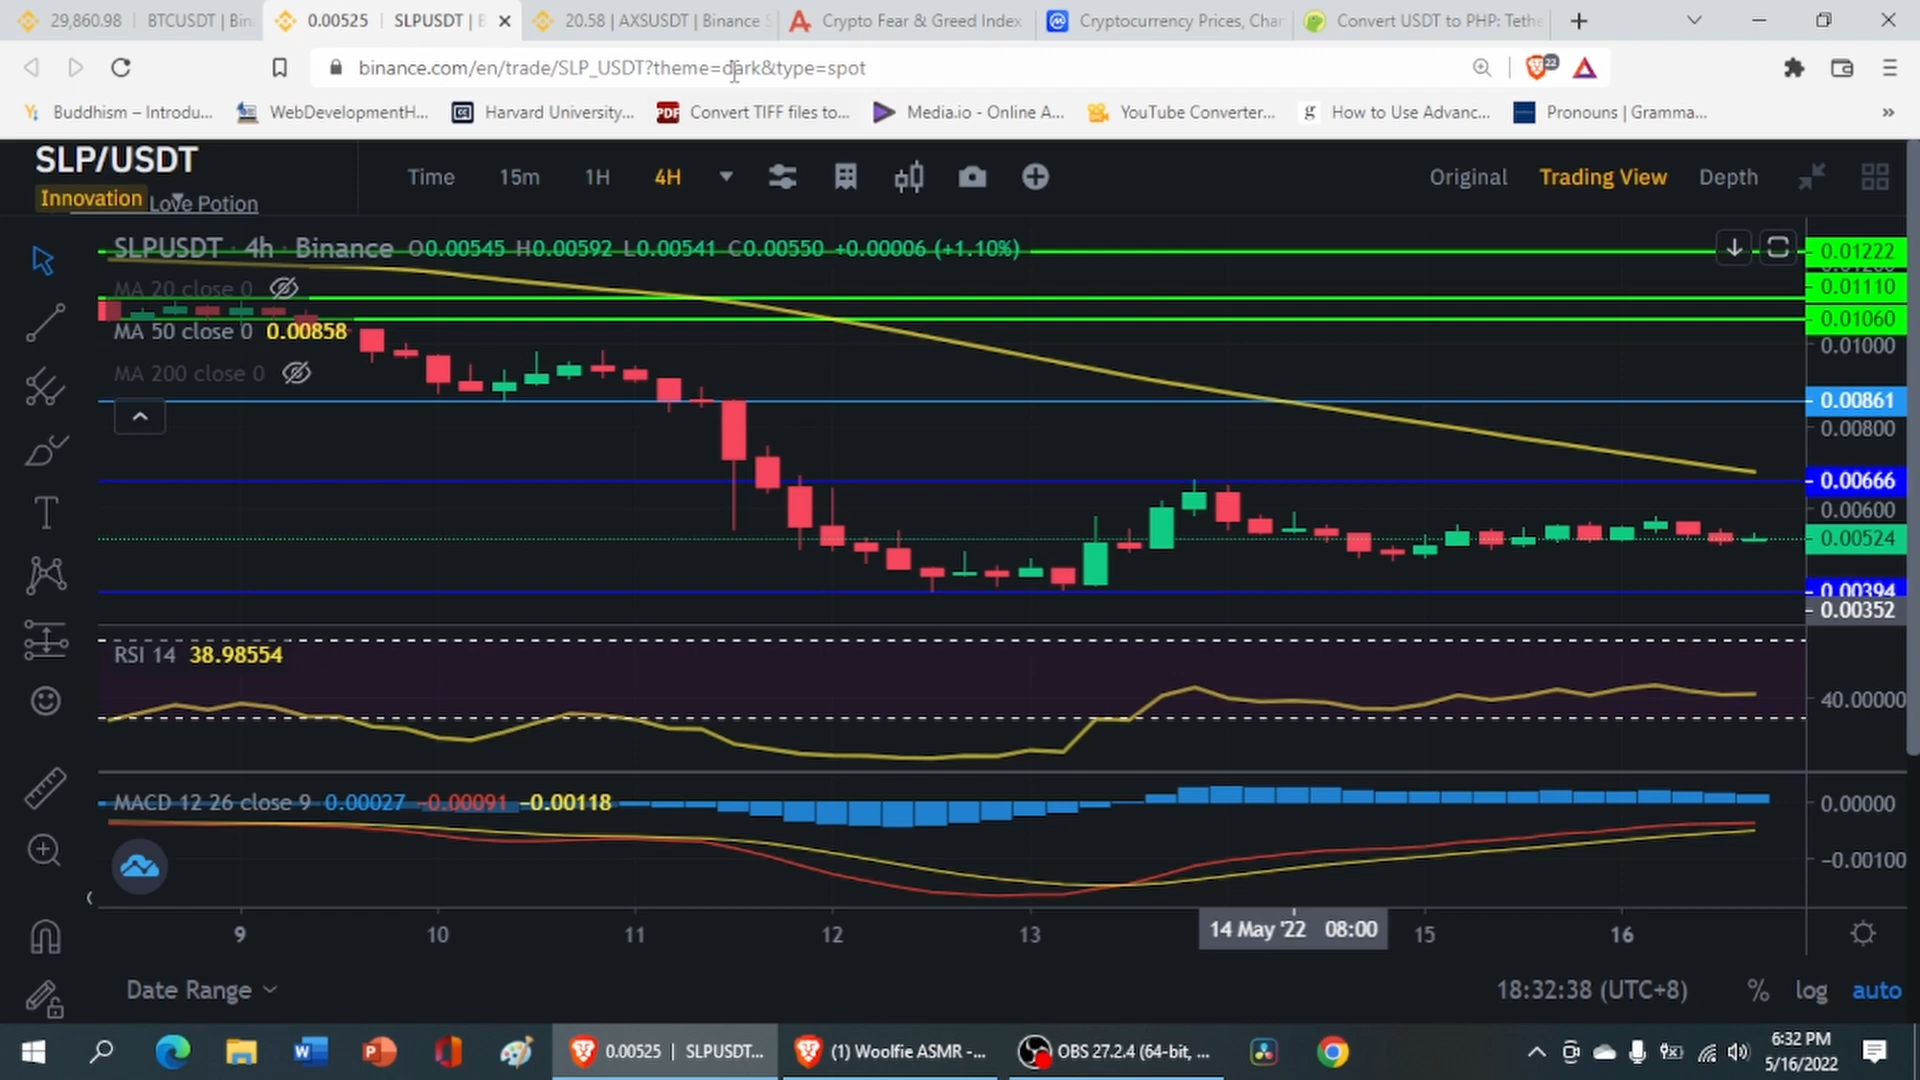 29,860.98 | BTCUSDT | Bin
0.00525 | SLPUSDT | B
20.58 | AXSUSDT | Binance S
Crypto Fear & Greed Index
Cryptocurrency Prices, Char
Convert USDT to PHP: Tethe
binance.com/en/trade/SLP_USDT?theme=dark&type=spot
22
Buddhism – Introdu...
WebDevelopmentH...
Harvard University...
PDF
Convert TIFF files to...
Media.io - Online A...
YouTube Converter...
g
How to Use Advanc...
Pronouns | Gramma...
SLP/USDT
Innovation
Love Potion
Time
15m
1H
4H
Original
Trading View
Depth
SLPUSDT · 4h · Binance O0.00545 H0.00592 L0.00541 C0.00550 +0.00006 (+1.10%)
MA 20 close 0
MA 50 close 0 0.00858
MA 200 close 0
0.01222
0.01200
0.01110
0.01060
0.01000
0.00861
0.00800
0.00666
0.00600
0.00524
0.00394
0.00352
RSI 14 38.98554
40.00000
MACD 12 26 close 9 0.00027 −0.00091 −0.00118
0.00000
−0.00100
9
10
11
12
13
14 May '22 08:00
15
16
Date Range
18:32:38 (UTC+8)
%
log
auto
0.00525 | SLPUSDT...
(1) Woolfie ASMR -...
OBS 27.2.4 (64-bit, ...
6:32 PM
5/16/2022